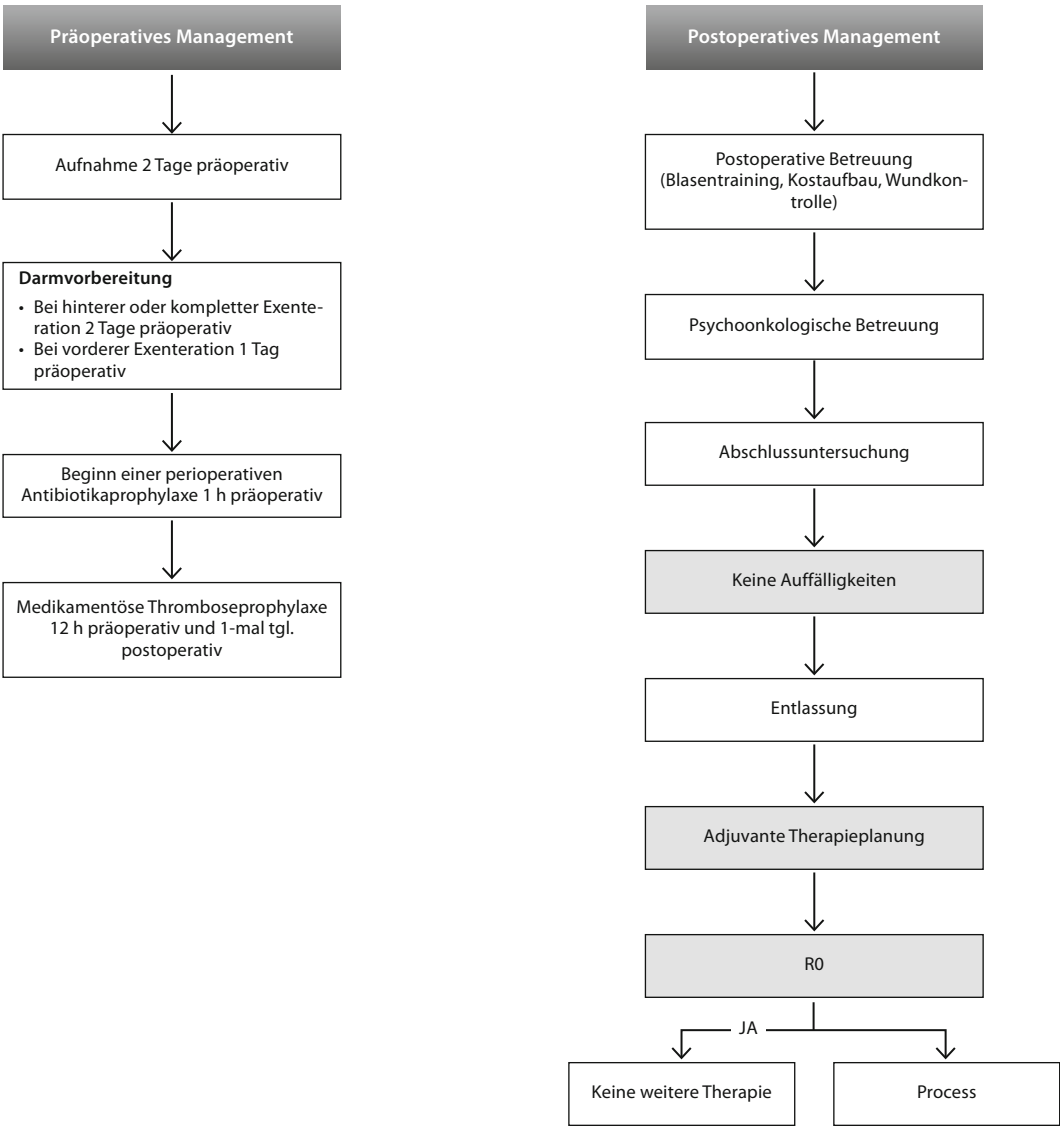 Präoperatives Management
Aufnahme 2 Tage präoperativ
Darmvorbereitung
• Bei hinterer oder kompletter Exente-
ration 2 Tage präoperativ
• Bei vorderer Exenteration 1 Tag
präoperativ
Beginn einer perioperativen
Antibiotikaprophylaxe 1 h präoperativ
Medikamentöse Thromboseprophylaxe
12 h präoperativ und 1-mal tgl.
postoperativ
Postoperatives Management
Postoperative Betreuung
(Blasentraining, Kostaufbau, Wundkon-
trolle)
Psychoonkologische Betreuung
Abschlussuntersuchung
Keine Auffälligkeiten
Entlassung
Adjuvante Therapieplanung
R0
JA
Keine weitere Therapie
Process